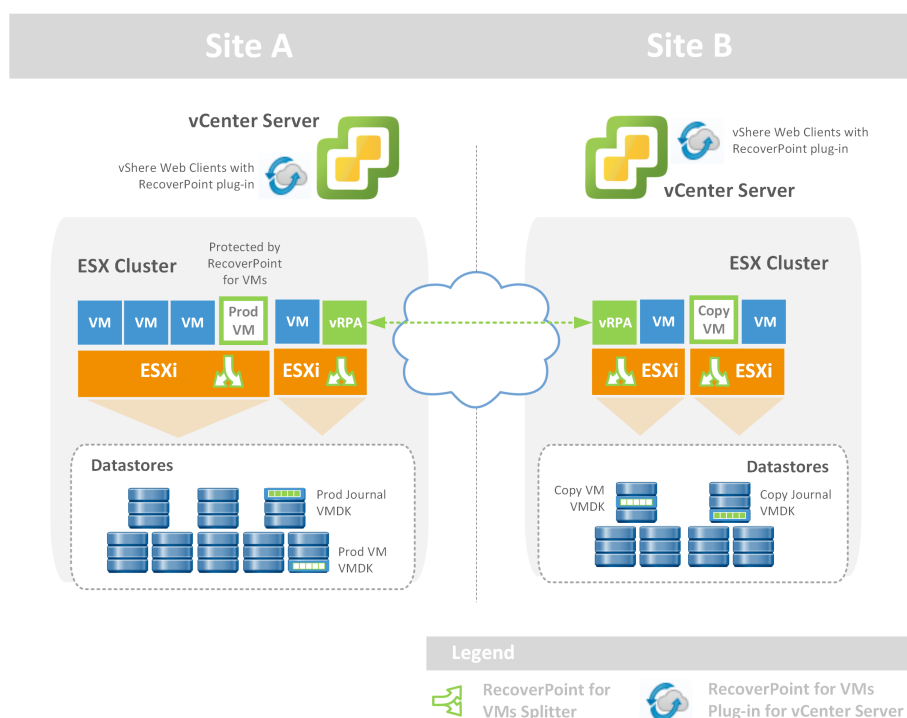 Site A
Site B
vCenter Server
vShere Web Clients with
RecoverPoint plug-in
vShere Web Clients with
RecoverPoint plug-in
vCenter Server
ESX Cluster
Protected by
RecoverPoint
for VMs
VM
VM
VM
Prod
VM
VM
vRPA
ESXi
ESXi
Datastores
Prod Journal
VMDK
Prod VM
VMDK
ESX Cluster
vRPA
VM
Copy
VM
VM
ESXi
ESXi
Datastores
Copy VM
VMDK
Copy Journal
VMDK
Legend
RecoverPoint for
VMs Splitter
RecoverPoint for VMs
Plug-in for vCenter Server